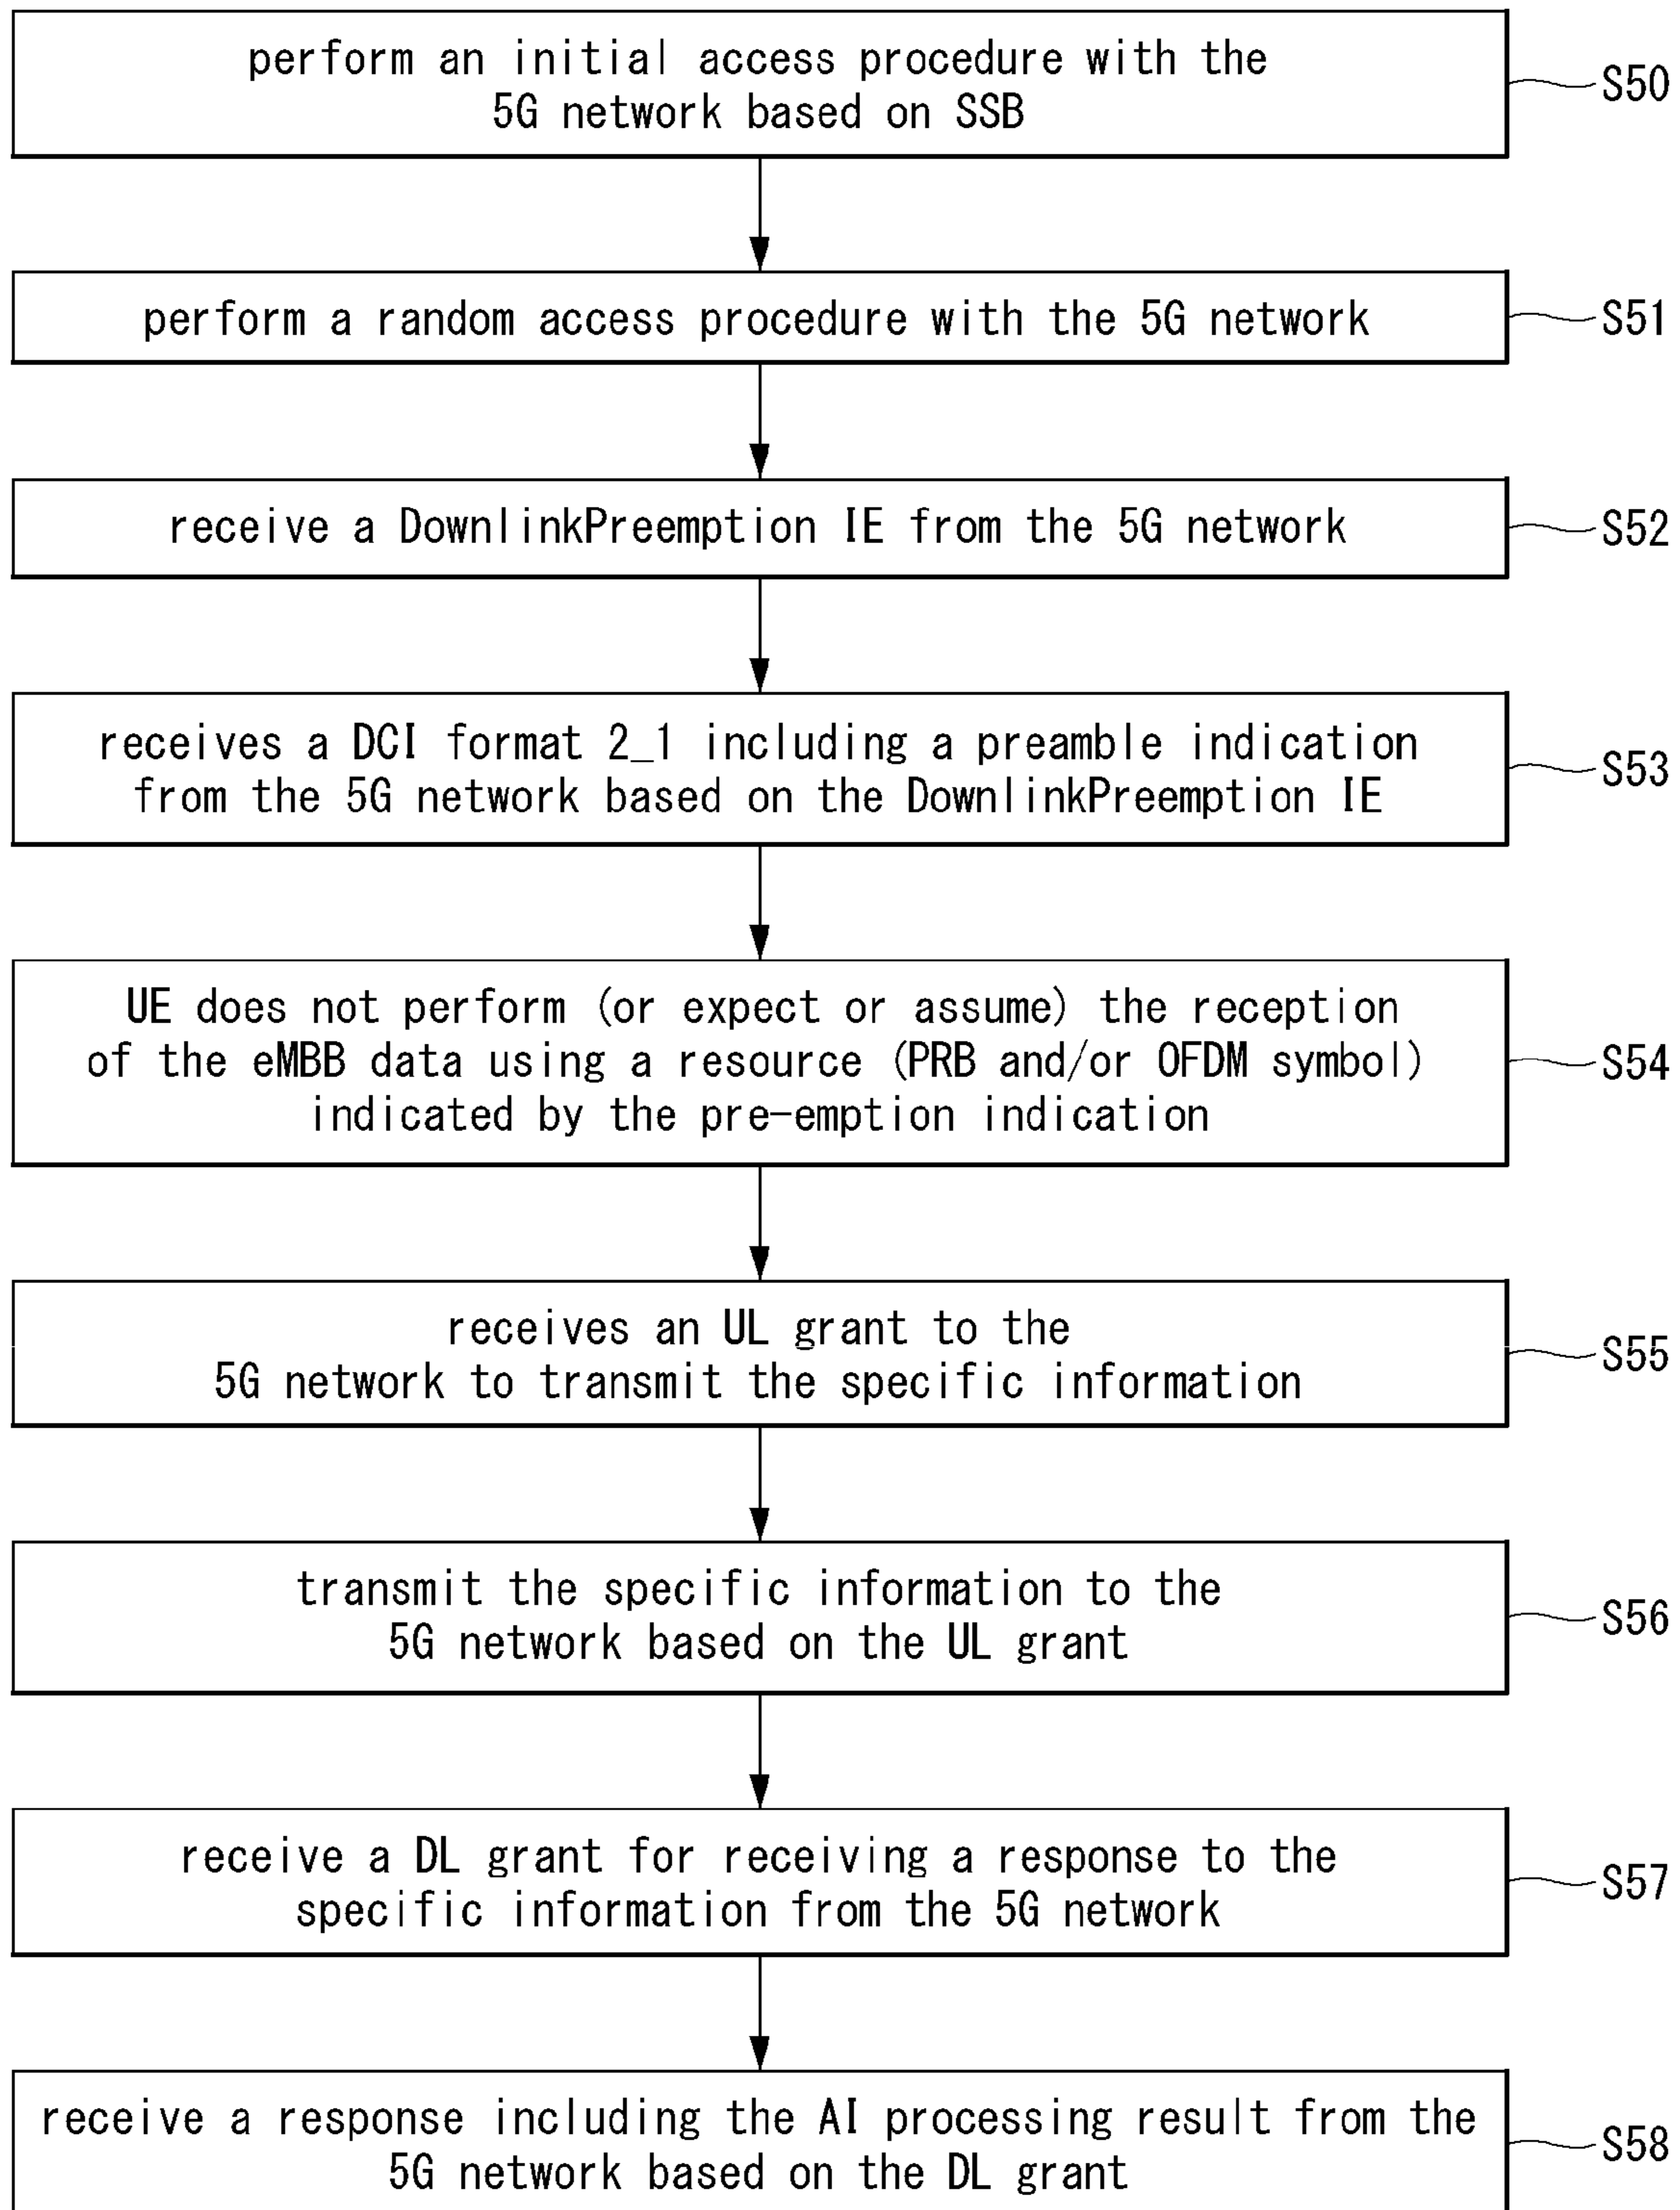 perform an initial access procedure with the
5G network based on SSB
S50
perform a random access procedure with the 5G network
S51
receive a DownlinkPreemption IE from the 5G network
S52
receives a DCI format 2_1 including a preamble indication
from the 5G network based on the DownlinkPreemption IE
S53
UE does not perform (or expect or assume) the reception
of the eMBB data using a resource (PRB and/or OFDM symbol)
indicated by the pre-emption indication
S54
receives an UL grant to the
5G network to transmit the specific information
S55
transmit the specific information to the
5G network based on the UL grant
S56
receive a DL grant for receiving a response to the
specific information from the 5G network
S57
receive a response including the AI processing result from the
5G network based on the DL grant
S58